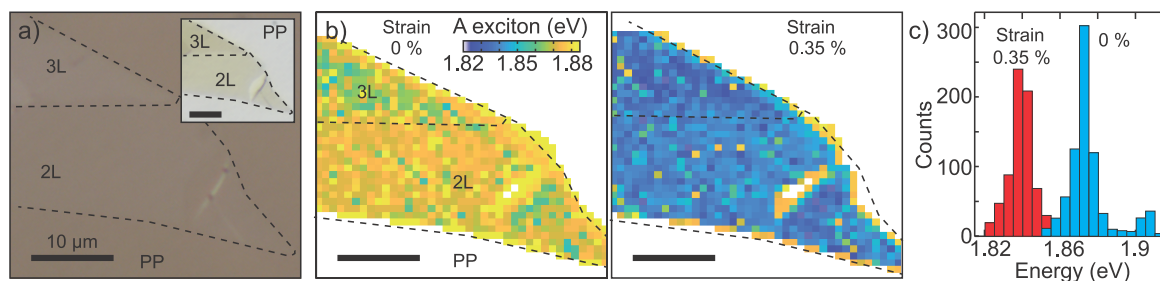 a)
3L
2L
10 μm
PP
3L
2L
PP
b)
Strain
0 %
A exciton (eV)
1.82 1.85 1.88
3L
2L
PP
Strain
0.35 %
c)
Strain
0.35 %
0 %
Counts
300
200
100
0
1.82 1.86 1.9
Energy (eV)